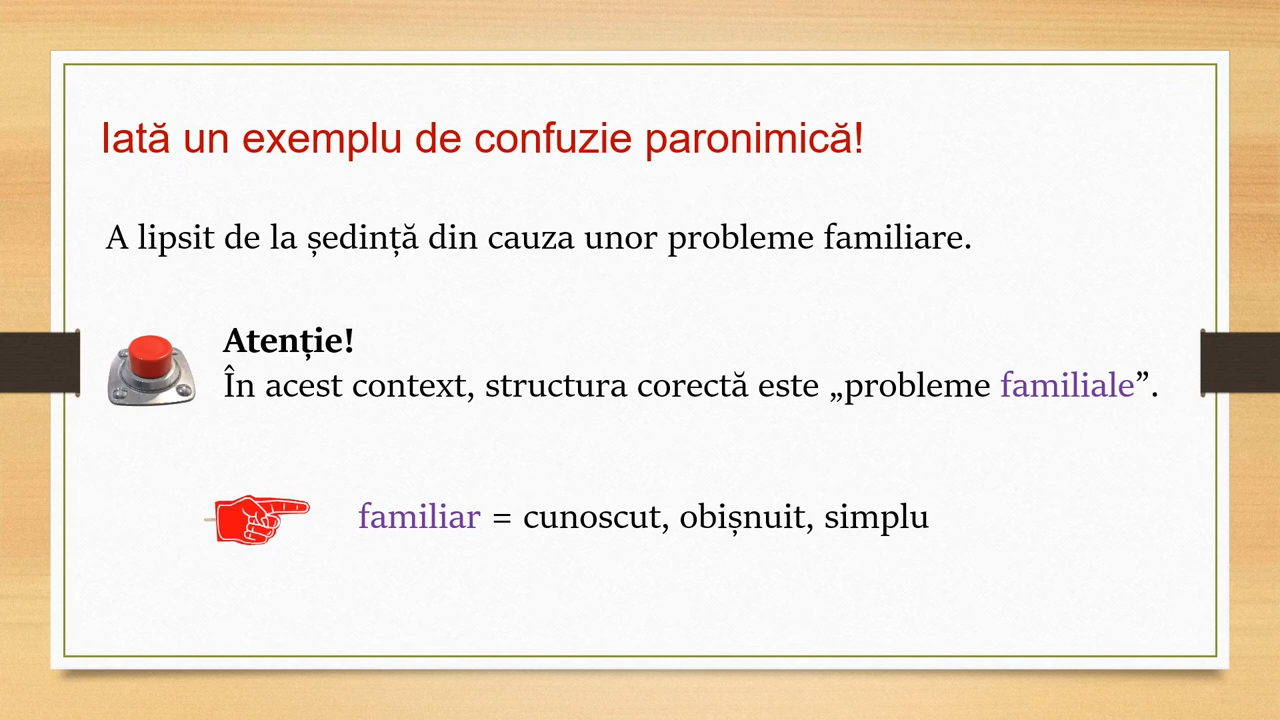 Iată un exemplu de confuzie paronimică!
A lipsit de la ședință din cauza unor probleme familiare.
Atenție!
În acest context, structura corectă este „probleme familiale”.
familiar = cunoscut, obișnuit, simplu